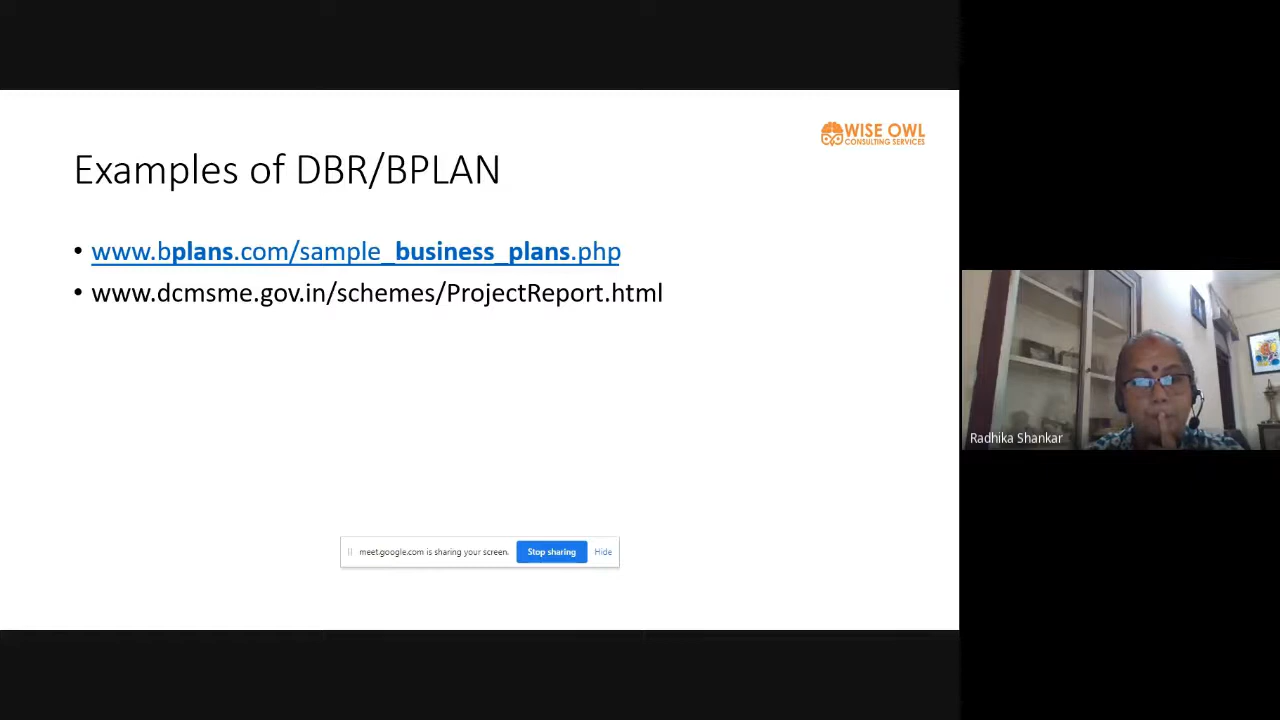 WISE OWL
CONSULTING SERVICES
Examples of DBR/BPLAN
• www.bplans.com/sample_business_plans.php
• www.dcmsme.gov.in/schemes/ProjectReport.html
Radhika Shankar
meet.google.com is sharing your screen. Stop sharing Hide